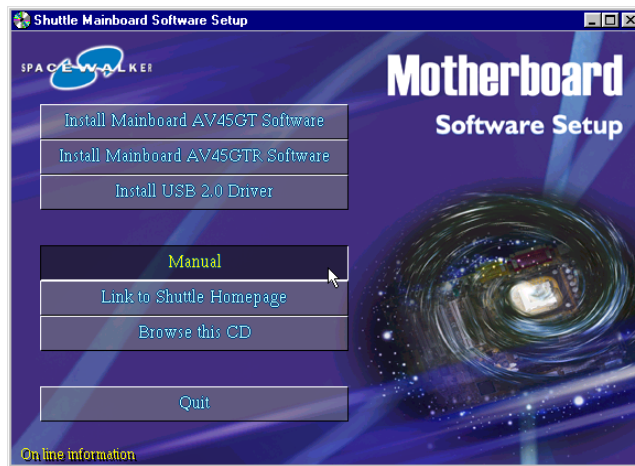 Shuttle Mainboard Software Setup
SPACEWALKER
Motherboard
Software Setup
Install Mainboard AV45GT Software
Install Mainboard AV45GTR Software
Install USB 2.0 Driver
Manual
Link to Shuttle Homepage
Browse this CD
Quit
On line information